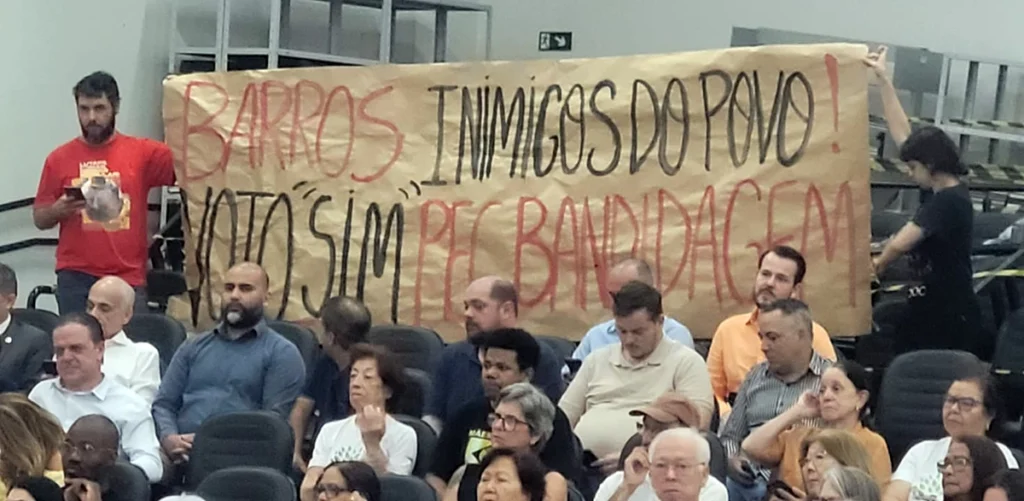 BARROS INIMIGOS DO POVO!
VOTO "SIM" PEC BANDIDAGEM